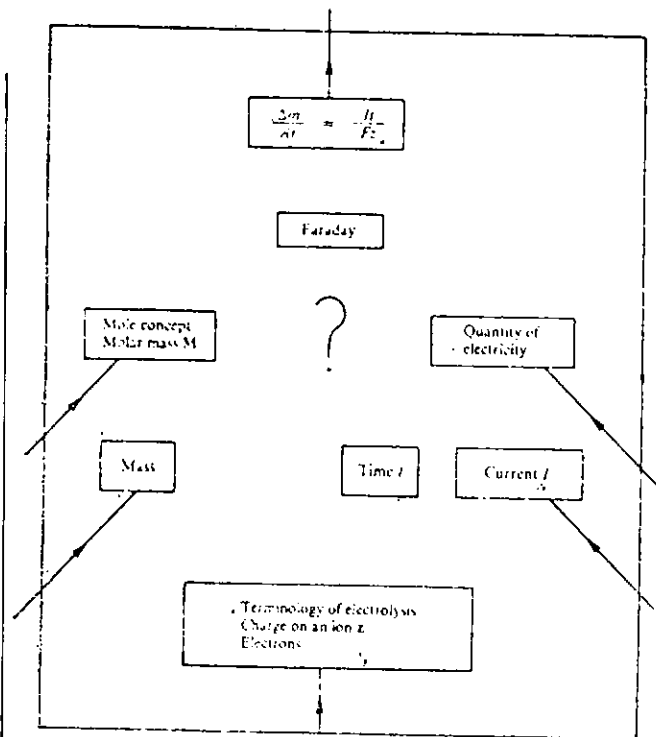 Δm/M = It/Fz
Faraday
?
Mole concept
Molar mass M
Quantity of
electricity
Mass
Time t
Current I
Terminology of electrolysis
Charge on an ion z
Electrons